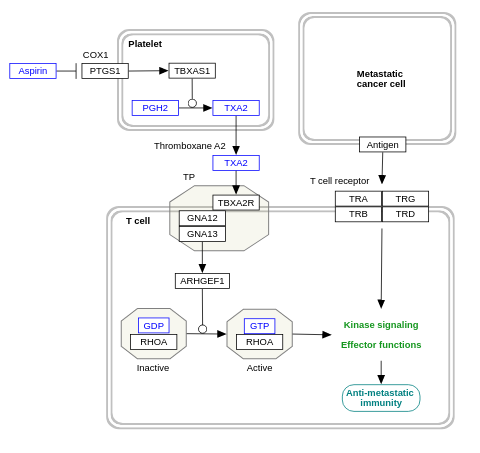 Platelet
COX1
Aspirin
PTGS1
TBXAS1
PGH2
TXA2
Metastatic
cancer cell
Antigen
Thromboxane A2
TXA2
TP
T cell receptor
TBXA2R
TRA
TRG
TRB
TRD
T cell
GNA12
GNA13
ARHGEF1
GDP
RHOA
Inactive
GTP
RHOA
Active
Kinase signaling
Effector functions
Anti-metastatic
immunity